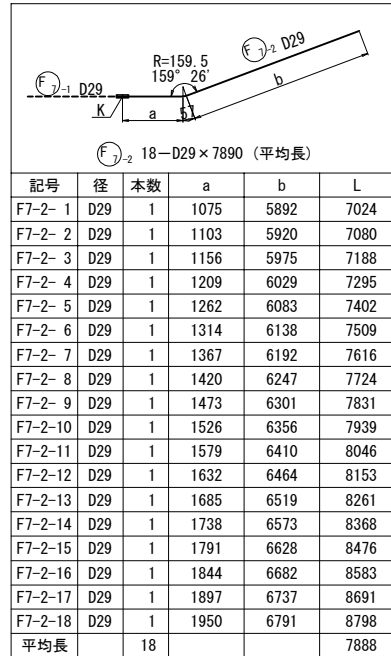 R=159.5
159° 26'
F7-2 D29
F7-1 D29
K
a
57
b
F7-2 18-D29×7890 (平均長)
記号 径 本数 a b L
F7-2- 1 D29 1 1075 5892 7024
F7-2- 2 D29 1 1103 5920 7080
F7-2- 3 D29 1 1156 5975 7188
F7-2- 4 D29 1 1209 6029 7295
F7-2- 5 D29 1 1262 6083 7402
F7-2- 6 D29 1 1314 6138 7509
F7-2- 7 D29 1 1367 6192 7616
F7-2- 8 D29 1 1420 6247 7724
F7-2- 9 D29 1 1473 6301 7831
F7-2-10 D29 1 1526 6356 7939
F7-2-11 D29 1 1579 6410 8046
F7-2-12 D29 1 1632 6464 8153
F7-2-13 D29 1 1685 6519 8261
F7-2-14 D29 1 1738 6573 8368
F7-2-15 D29 1 1791 6628 8476
F7-2-16 D29 1 1844 6682 8583
F7-2-17 D29 1 1897 6737 8691
F7-2-18 D29 1 1950 6791 8798
平均長 18 7888